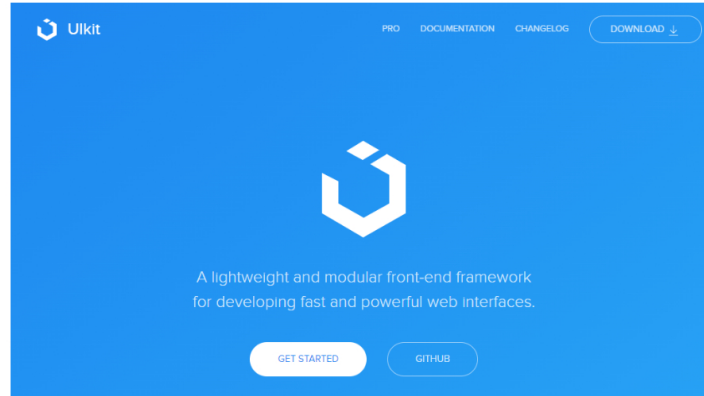 UIkit
PRO DOCUMENTATION CHANGELOG DOWNLOAD
A lightweight and modular front-end framework
for developing fast and powerful web interfaces.
GET STARTED GITHUB